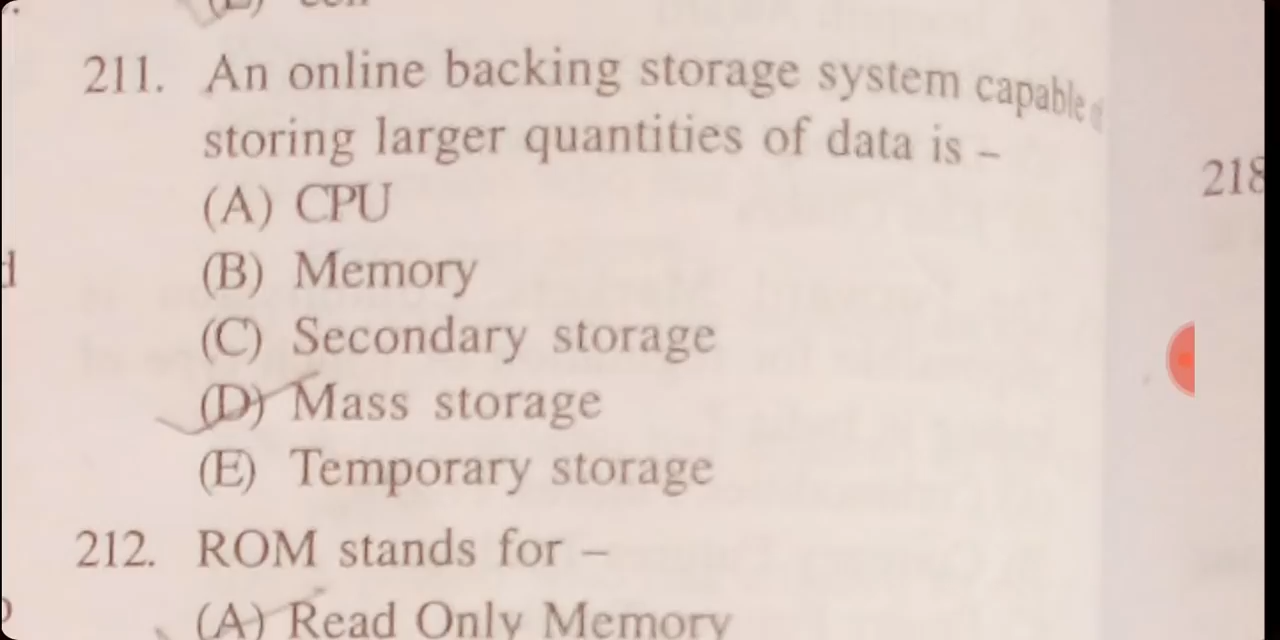 211. An online backing storage system capable
storing larger quantities of data is –
(A) CPU
(B) Memory
(C) Secondary storage
(D) Mass storage
(E) Temporary storage
212. ROM stands for –
(A) Read Only Memory
218